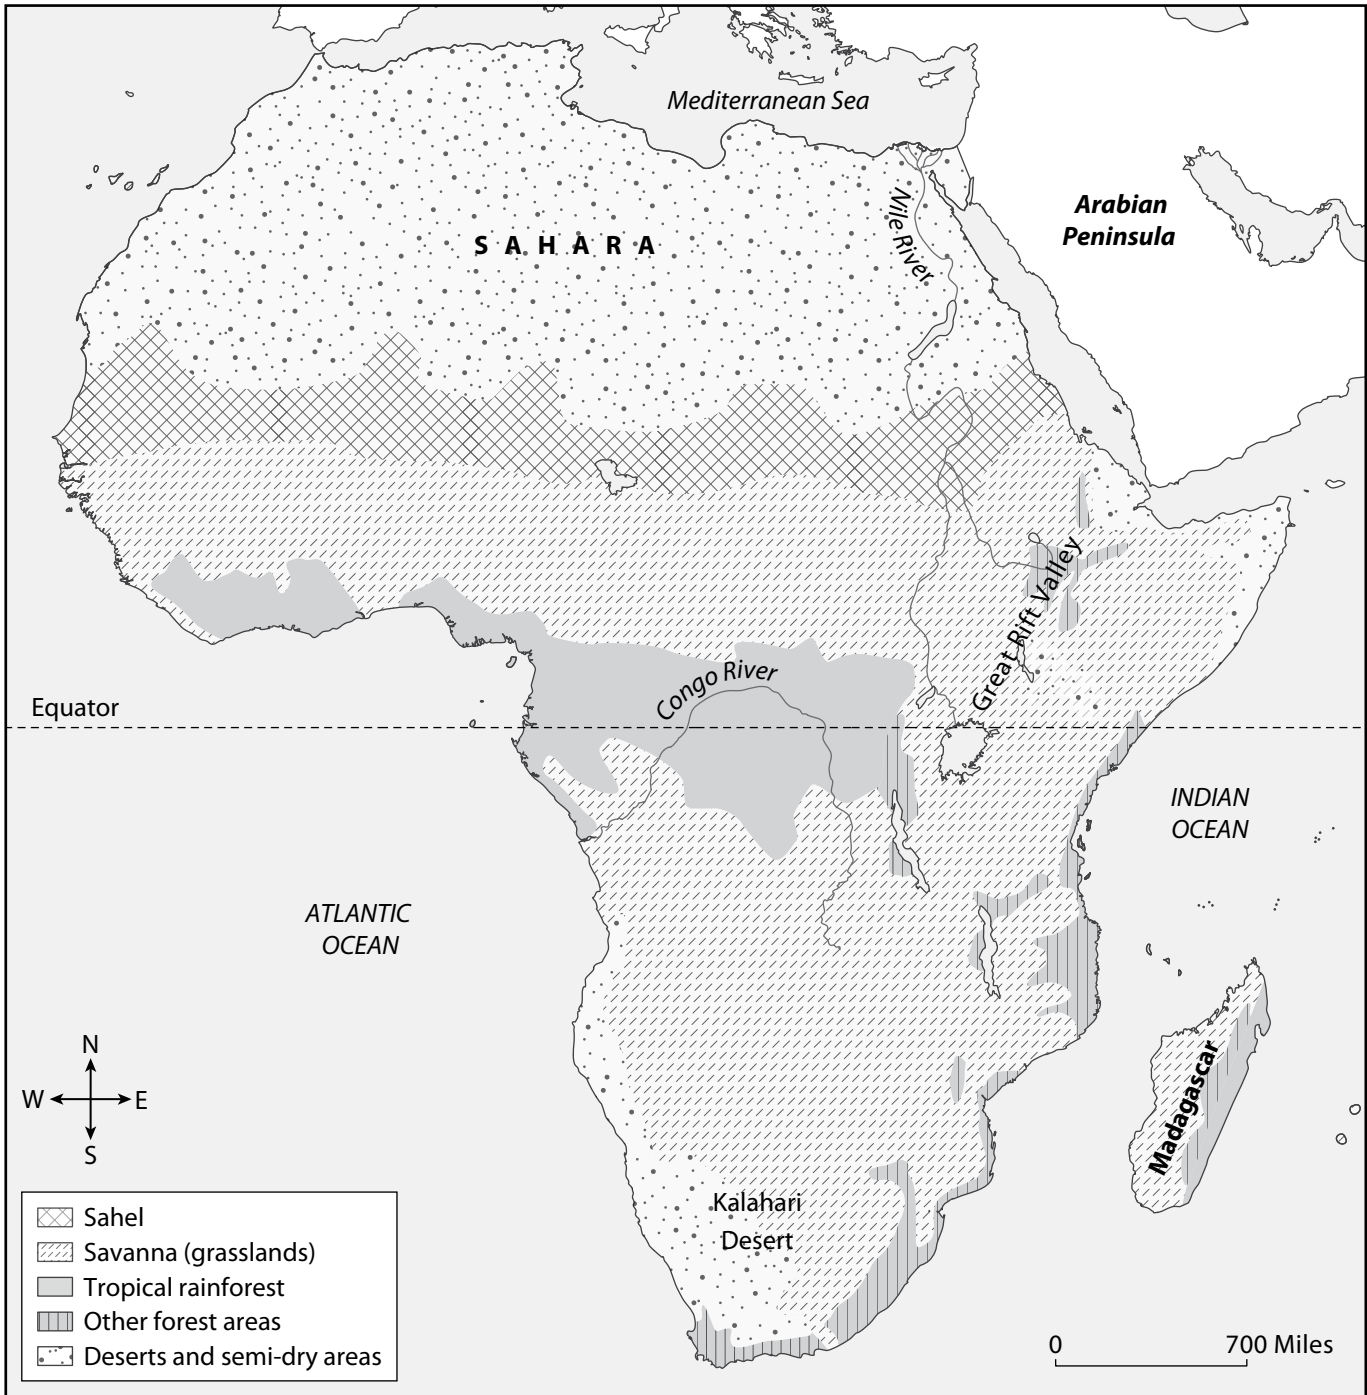 Mediterranean Sea
Arabian
Peninsula
S A H A R A
Nile River
Great Rift Valley
Congo River
Equator
INDIAN
OCEAN
ATLANTIC
OCEAN
N
W E
S
Madagascar
Kalahari
Desert
Sahel
Savanna (grasslands)
Tropical rainforest
Other forest areas
Deserts and semi-dry areas
0 700 Miles